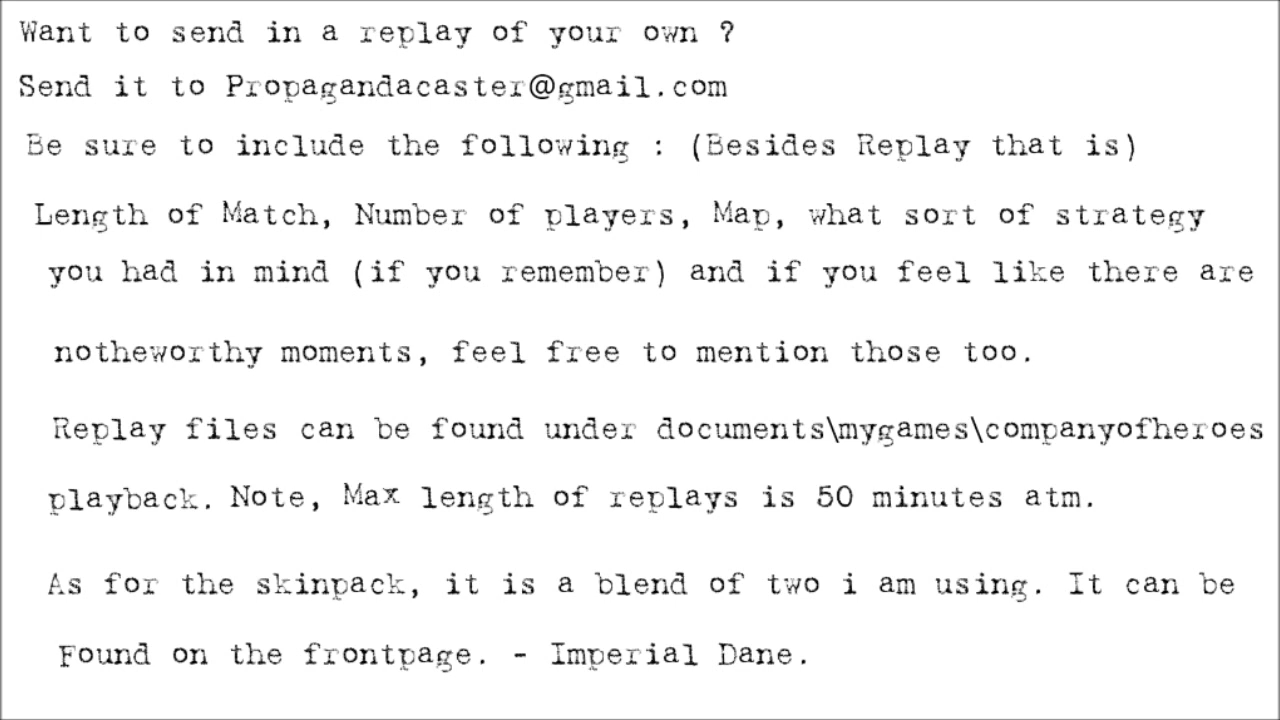 Want to send in a replay of your own ?
Send it to Propagandacaster@gmail.com
Be sure to include the following : (Besides Replay that is)
Length of Match, Number of players, Map, what sort of strategy
you had in mind (if you remember) and if you feel like there are
notheworthy moments, feel free to mention those too.
Replay files can be found under documents\mygames\companyofheroes
playback. Note, Max length of replays is 50 minutes atm.
As for the skinpack, it is a blend of two i am using. It can be
Found on the frontpage. - Imperial Dane.